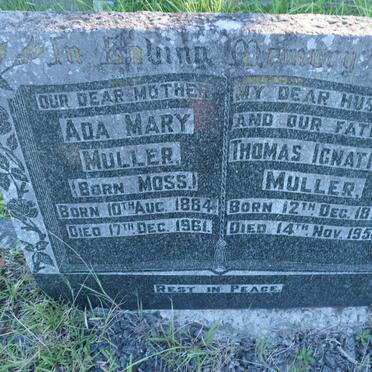 In Loving Memory
OUR DEAR MOTHER
ADA MARY
MULLER,
(BORN MOSS.)
BORN 10TH AUG. 1884
DIED 17TH DEC. 1961.
MY DEAR HUS
AND OUR FAT
THOMAS IGNAT
MULLER,
BORN 12TH DEC. 18
DIED 14TH NOV. 195
REST IN PEACE.